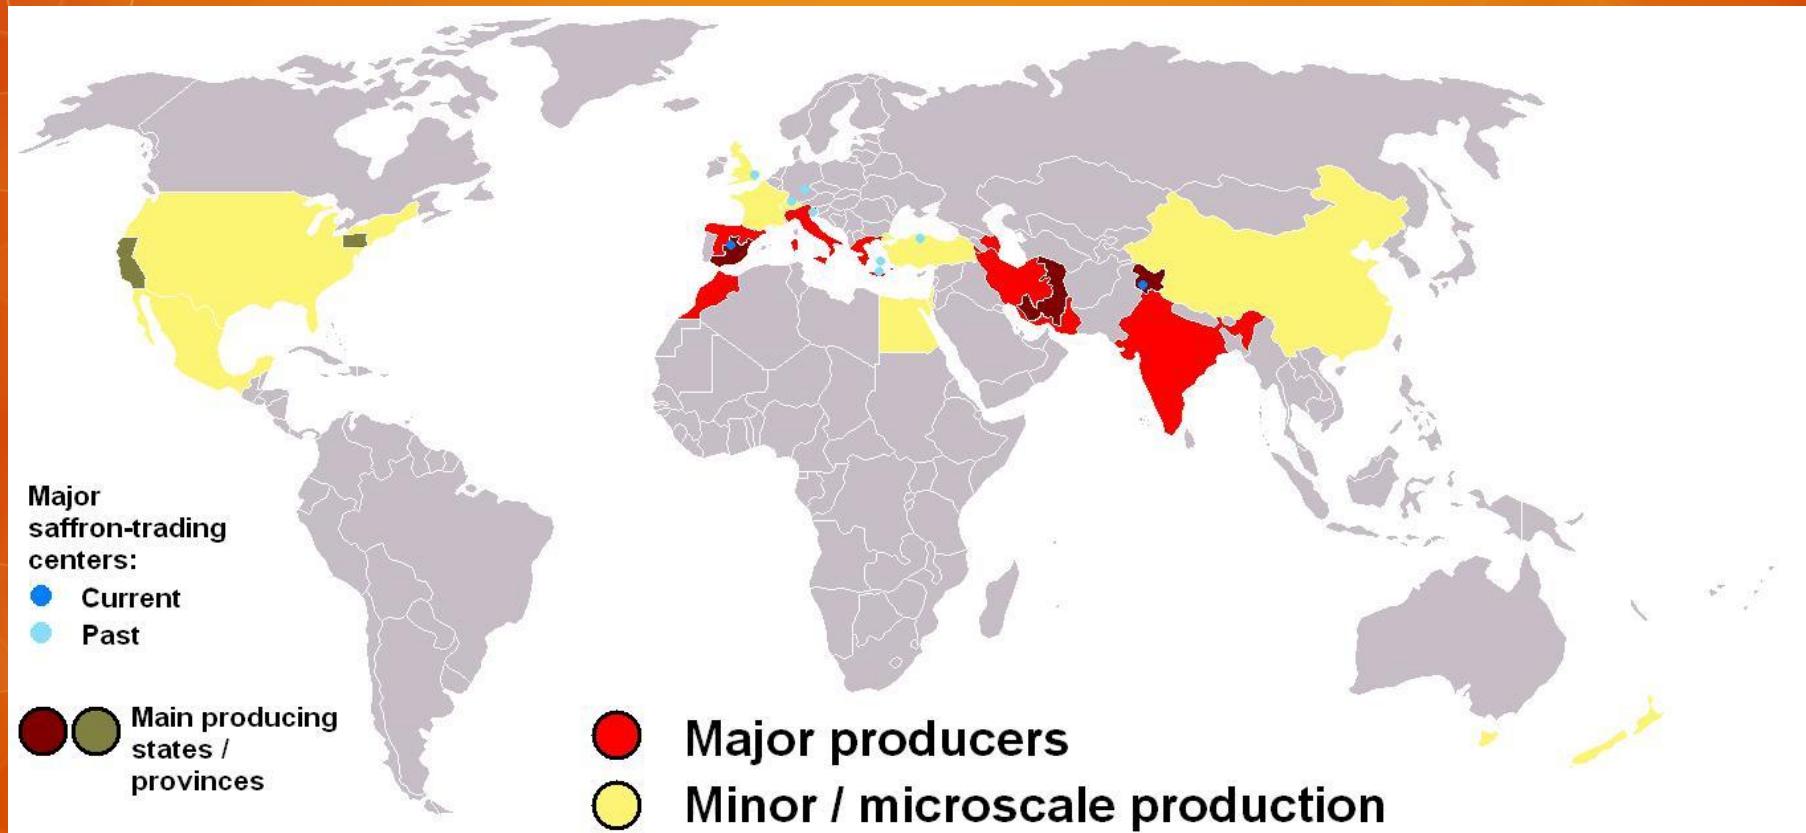 Major
saffron-trading
centers:
Current
Past
Main producing
states /
provinces
Major producers
Minor / microscale production